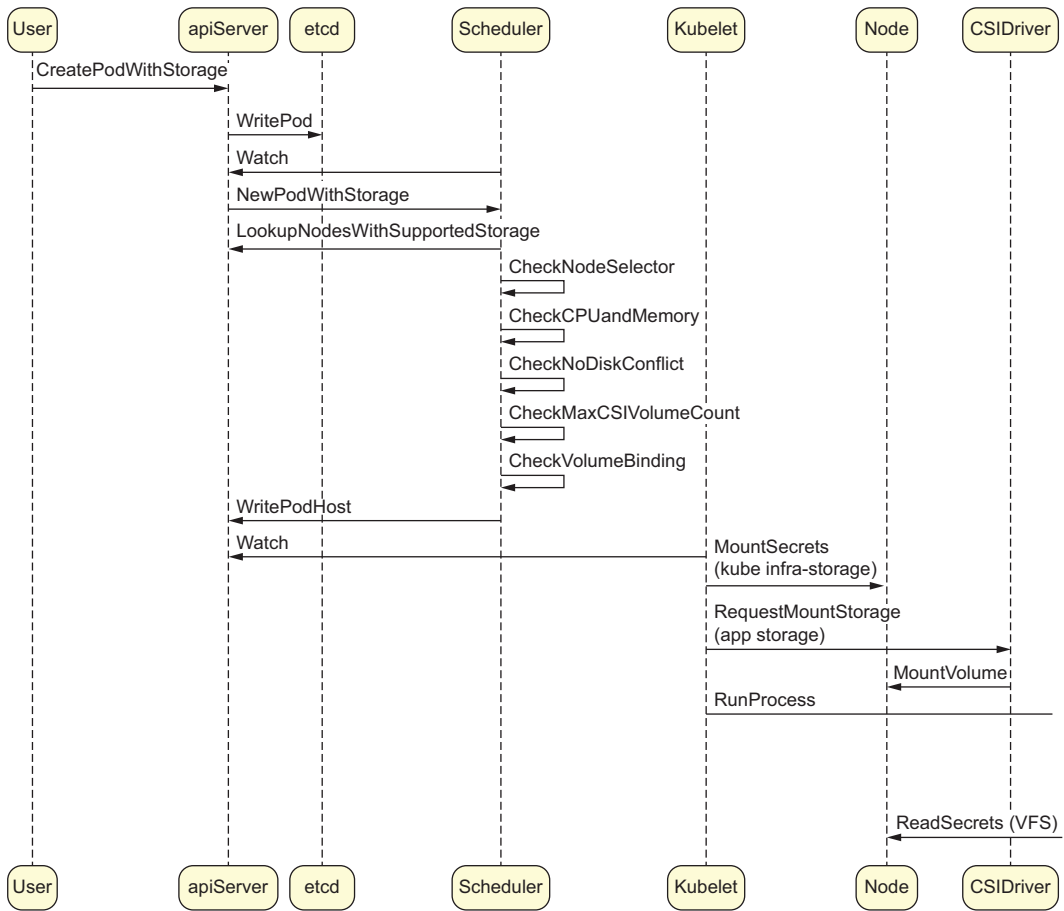 User
apiServer
etcd
Scheduler
Kubelet
Node
CSIDriver
CreatePodWithStorage
WritePod
Watch
NewPodWithStorage
LookupNodesWithSupportedStorage
CheckNodeSelector
CheckCPUandMemory
CheckNoDiskConflict
CheckMaxCSIVolumeCount
CheckVolumeBinding
WritePodHost
Watch
MountSecrets
(kube infra-storage)
RequestMountStorage
(app storage)
MountVolume
RunProcess
ReadSecrets (VFS)
User
apiServer
etcd
Scheduler
Kubelet
Node
CSIDriver